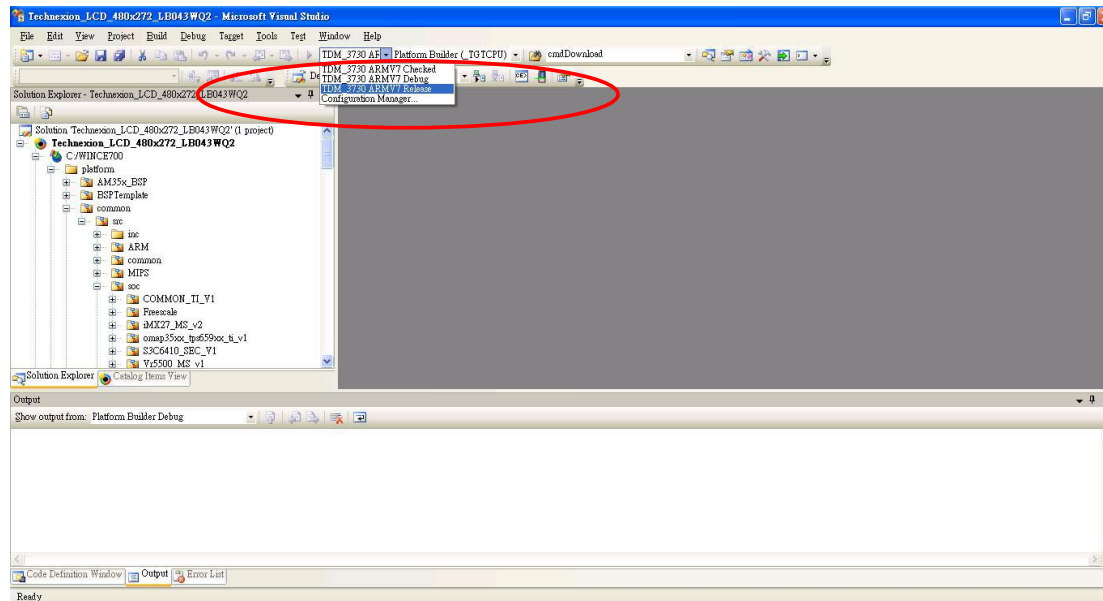 Technexion_LCD_480x272_LB043WQ2 - Microsoft Visual Studio
File Edit View Project Build Debug Target Tools Test Window Help
TDM_3730 AR Platform Builder (_TGTCPU) cmdDownload
De
TDM_3730 ARMV7 Checked
TDM_3730 ARMV7 Debug
TDM_3730 ARMV7 Release
Configuration Manager...
Solution Explorer - Technexion_LCD_480x272_LB043WQ2
Solution 'Technexion_LCD_480x272_LB043WQ2' (1 project)
Technexion_LCD_480x272_LB043WQ2
C:/WINCE700
platform
AM35x_BSP
BSPTemplate
common
src
inc
ARM
common
MIPS
soc
COMMON_TI_V1
Freescale
iMX27_MS_v2
omap35xx_tps659xx_ti_v1
S3C6410_SEC_V1
Vr5500_MS_v1
Solution Explorer Catalog Items View
Output
Show output from: Platform Builder Debug
Code Definition Window Output Error List
Ready